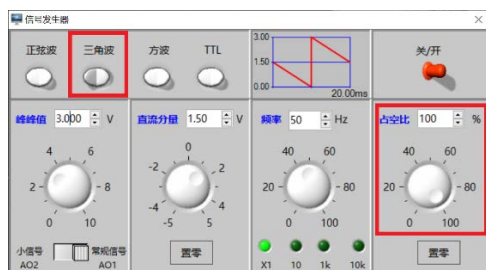 信号发生器
正弦波 三角波 方波 TTL
3.00
1.50
0.00
20.00ms
关/开
峰峰值 3.000 V
直流分量 1.50 V
频率 50 Hz
占空比 100 %
4 6
2 8
0 10
0
-2 2
-4 4
-5 5
40 60
20 80
0 100
40 60
20 80
0 100
小信号 常规信号
AO2 AO1
置零
X1 10 1k 10k
置零